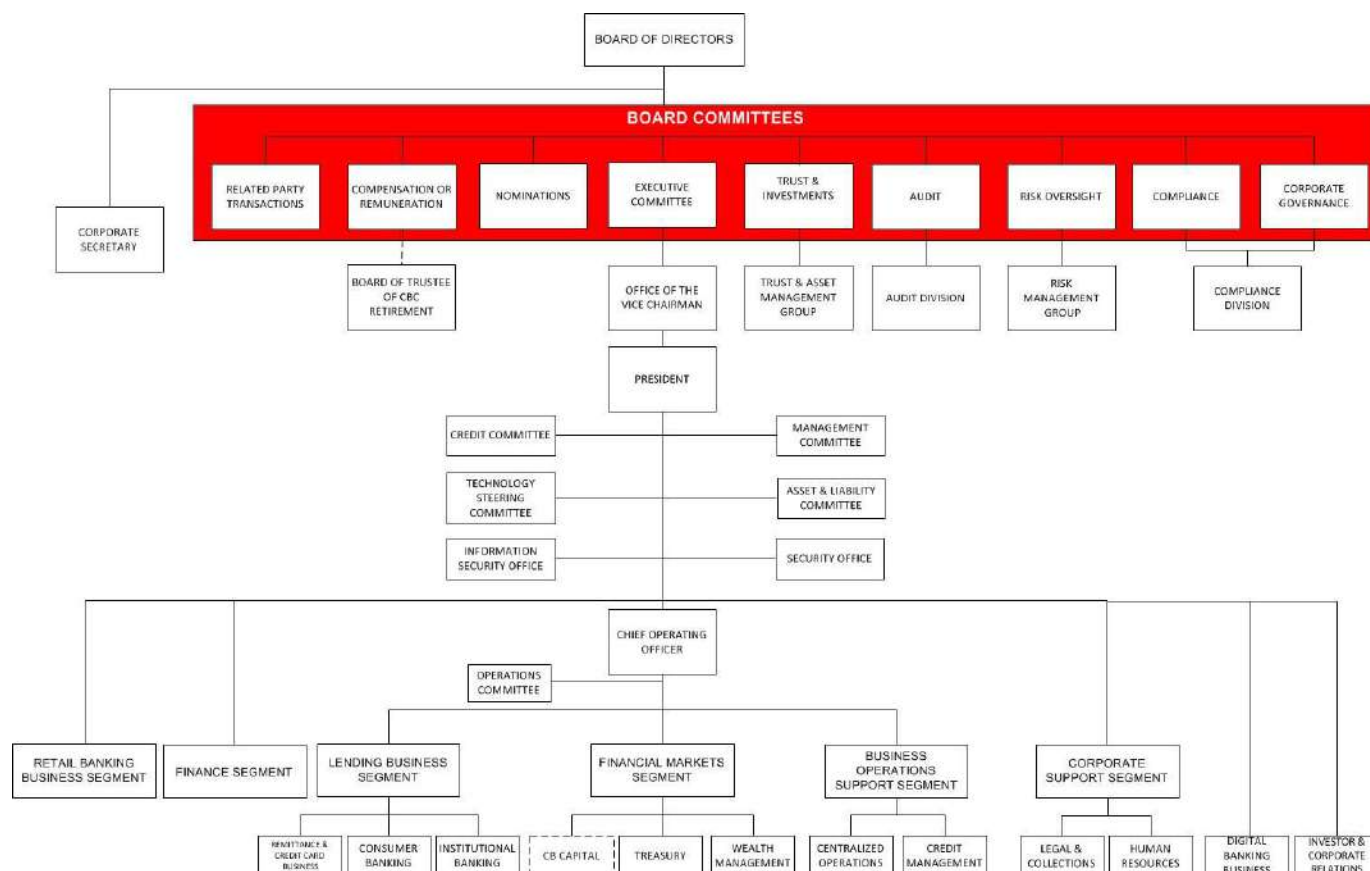 BOARD OF DIRECTORS
BOARD COMMITTEES
RELATED PARTY
TRANSACTIONS
COMPENSATION OR
REMUNERATION
NOMINATIONS
EXECUTIVE
COMMITTEE
TRUST &
INVESTMENTS
AUDIT
RISK OVERSIGHT
COMPLIANCE
CORPORATE
GOVERNANCE
CORPORATE
SECRETARY
BOARD OF TRUSTEE
OF CBC
RETIREMENT
OFFICE OF THE
VICE CHAIRMAN
TRUST & ASSET
MANAGEMENT
GROUP
AUDIT DIVISION
RISK
MANAGEMENT
GROUP
COMPLIANCE
DIVISION
PRESIDENT
CREDIT COMMITTEE
MANAGEMENT
COMMITTEE
TECHNOLOGY
STEERING
COMMITTEE
ASSET & LIABILITY
COMMITTEE
INFORMATION
SECURITY OFFICE
SECURITY OFFICE
CHIEF OPERATING
OFFICER
OPERATIONS
COMMITTEE
RETAIL BANKING
BUSINESS SEGMENT
FINANCE SEGMENT
LENDING BUSINESS
SEGMENT
FINANCIAL MARKETS
SEGMENT
BUSINESS
OPERATIONS
SUPPORT SEGMENT
CORPORATE
SUPPORT SEGMENT
REMITTANCE &
CREDIT CARD
BUSINESS
CONSUMER
BANKING
INSTITUTIONAL
BANKING
CB CAPITAL
TREASURY
WEALTH
MANAGEMENT
CENTRALIZED
OPERATIONS
CREDIT
MANAGEMENT
LEGAL &
COLLECTIONS
HUMAN
RESOURCES
DIGITAL
BANKING
BUSINESS
INVESTOR &
CORPORATE
RELATIONS